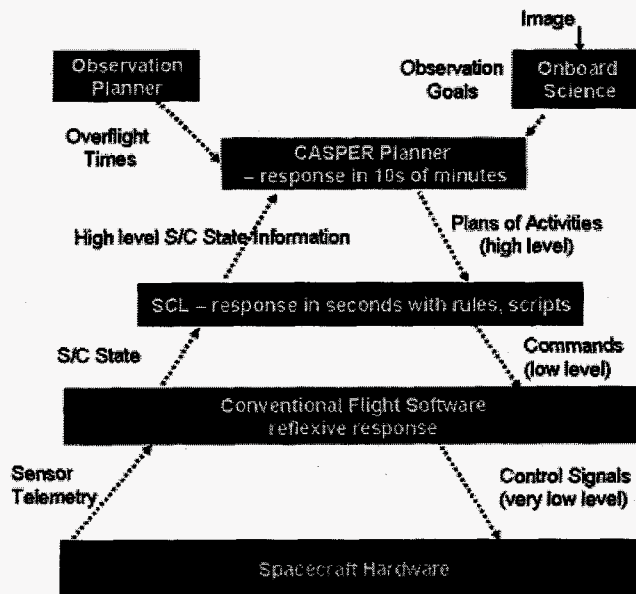 Image
Observation
Planner
Observation
Goals
Onboard
Science
Overflight
Times
CASPER Planner
– response in 10s of minutes
High level S/C State Information
Plans of Activities
(high level)
SCL – response in seconds with rules, scripts
S/C State
Commands
(low level)
Conventional Flight Software
reflexive response
Sensor
Telemetry
Control Signals
(very low level)
Spacecraft Hardware